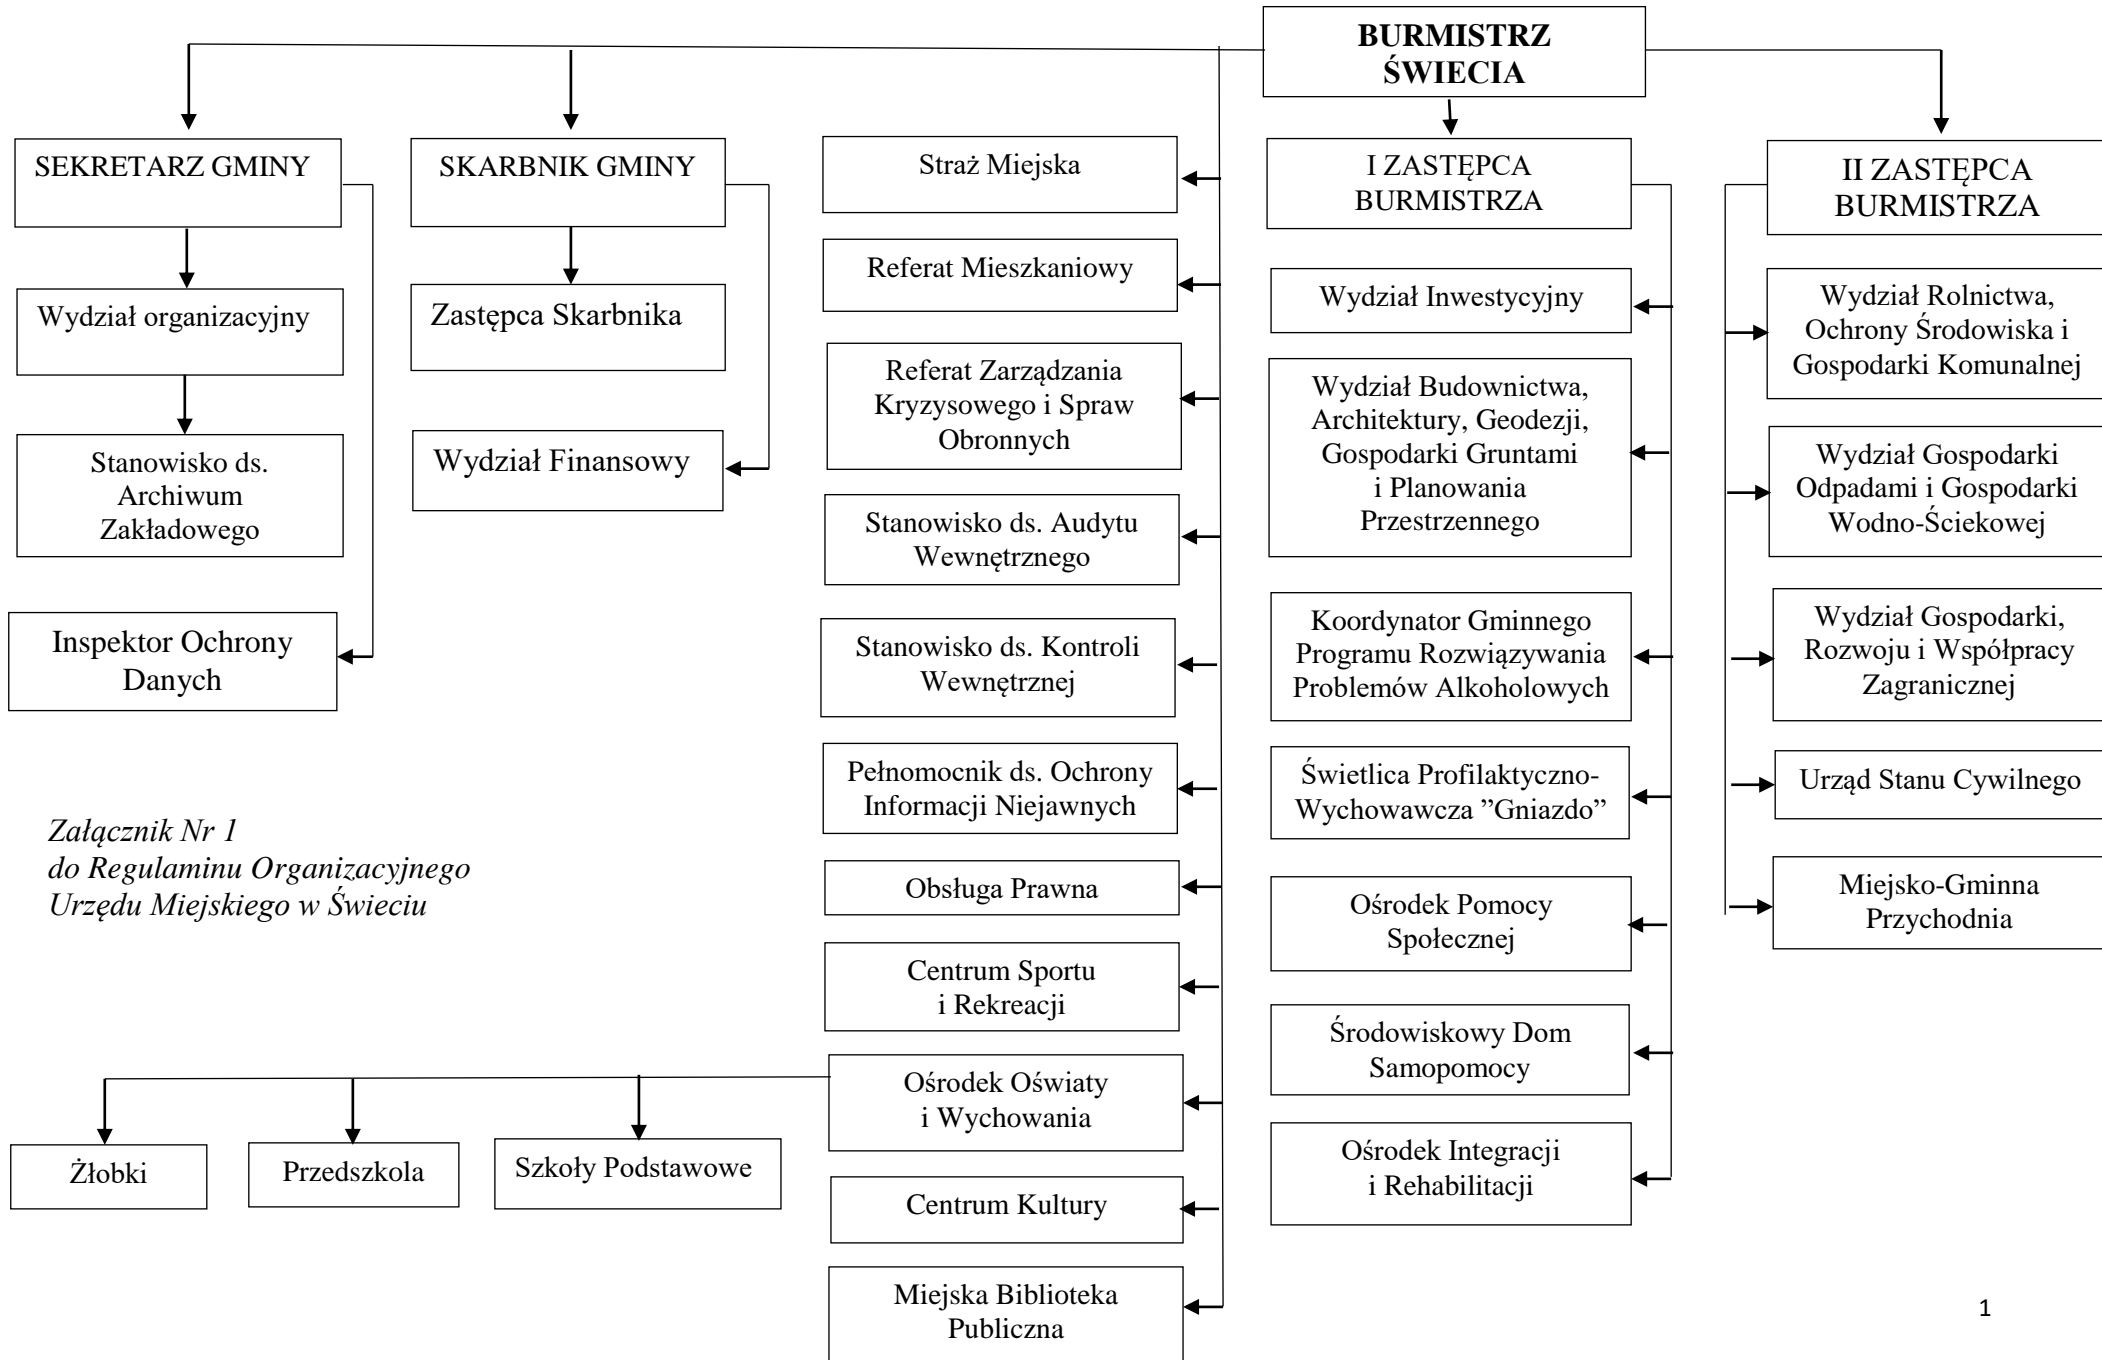 BURMISTRZ
ŚWIECIA
SEKRETARZ GMINY
SKARBNIK GMINY
Straż Miejska
I ZASTĘPCA
BURMISTRZA
II ZASTĘPCA
BURMISTRZA
Wydział organizacyjny
Stanowisko ds.
Archiwum
Zakładowego
Inspektor Ochrony
Danych
Zastępca Skarbnika
Wydział Finansowy
Referat Mieszkaniowy
Referat Zarządzania
Kryzysowego i Spraw
Obronnych
Stanowisko ds. Audytu
Wewnętrznego
Stanowisko ds. Kontroli
Wewnętrznej
Pełnomocnik ds. Ochrony
Informacji Niejawnych
Obsługa Prawna
Centrum Sportu
i Rekreacji
Ośrodek Oświaty
i Wychowania
Centrum Kultury
Miejska Biblioteka
Publiczna
Wydział Inwestycyjny
Wydział Budownictwa,
Architektury, Geodezji,
Gospodarki Gruntami
i Planowania
Przestrzennego
Koordynator Gminnego
Programu Rozwiązywania
Problemów Alkoholowych
Świetlica Profilaktyczno-
Wychowawcza ”Gniazdo”
Ośrodek Pomocy
Społecznej
Środowiskowy Dom
Samopomocy
Ośrodek Integracji
i Rehabilitacji
Wydział Rolnictwa,
Ochrony Środowiska i
Gospodarki Komunalnej
Wydział Gospodarki
Odpadami i Gospodarki
Wodno-Ściekowej
Wydział Gospodarki,
Rozwoju i Współpracy
Zagranicznej
Urząd Stanu Cywilnego
Miejsko-Gminna
Przychodnia
Załącznik Nr 1
do Regulaminu Organizacyjnego
Urzędu Miejskiego w Świeciu
Żłobki
Przedszkola
Szkoły Podstawowe
1